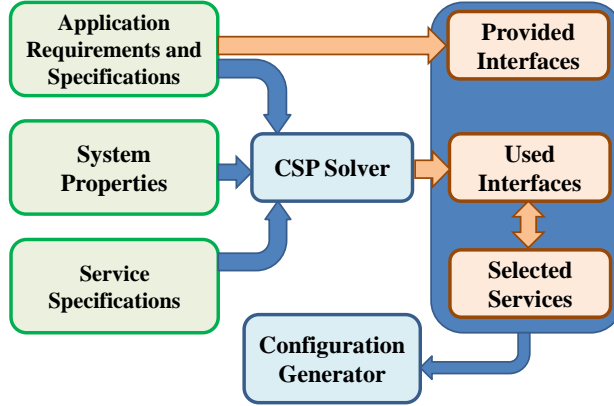 Application
Requirements and
Specifications
Provided
Interfaces
System
Properties
CSP Solver
Used
Interfaces
Service
Specifications
Selected
Services
Configuration
Generator